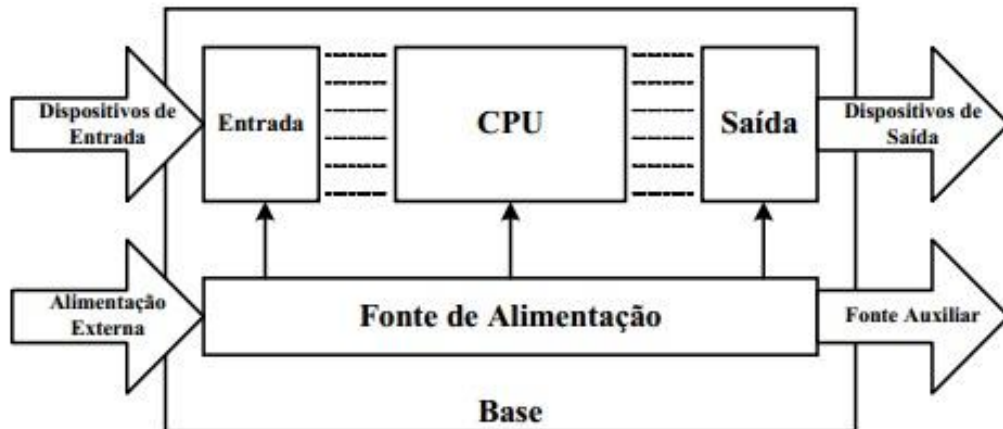 Dispositivos de
Entrada
Entrada
CPU
Saída
Dispositivos de
Saída
Alimentação
Externa
Fonte de Alimentação
Fonte Auxiliar
Base